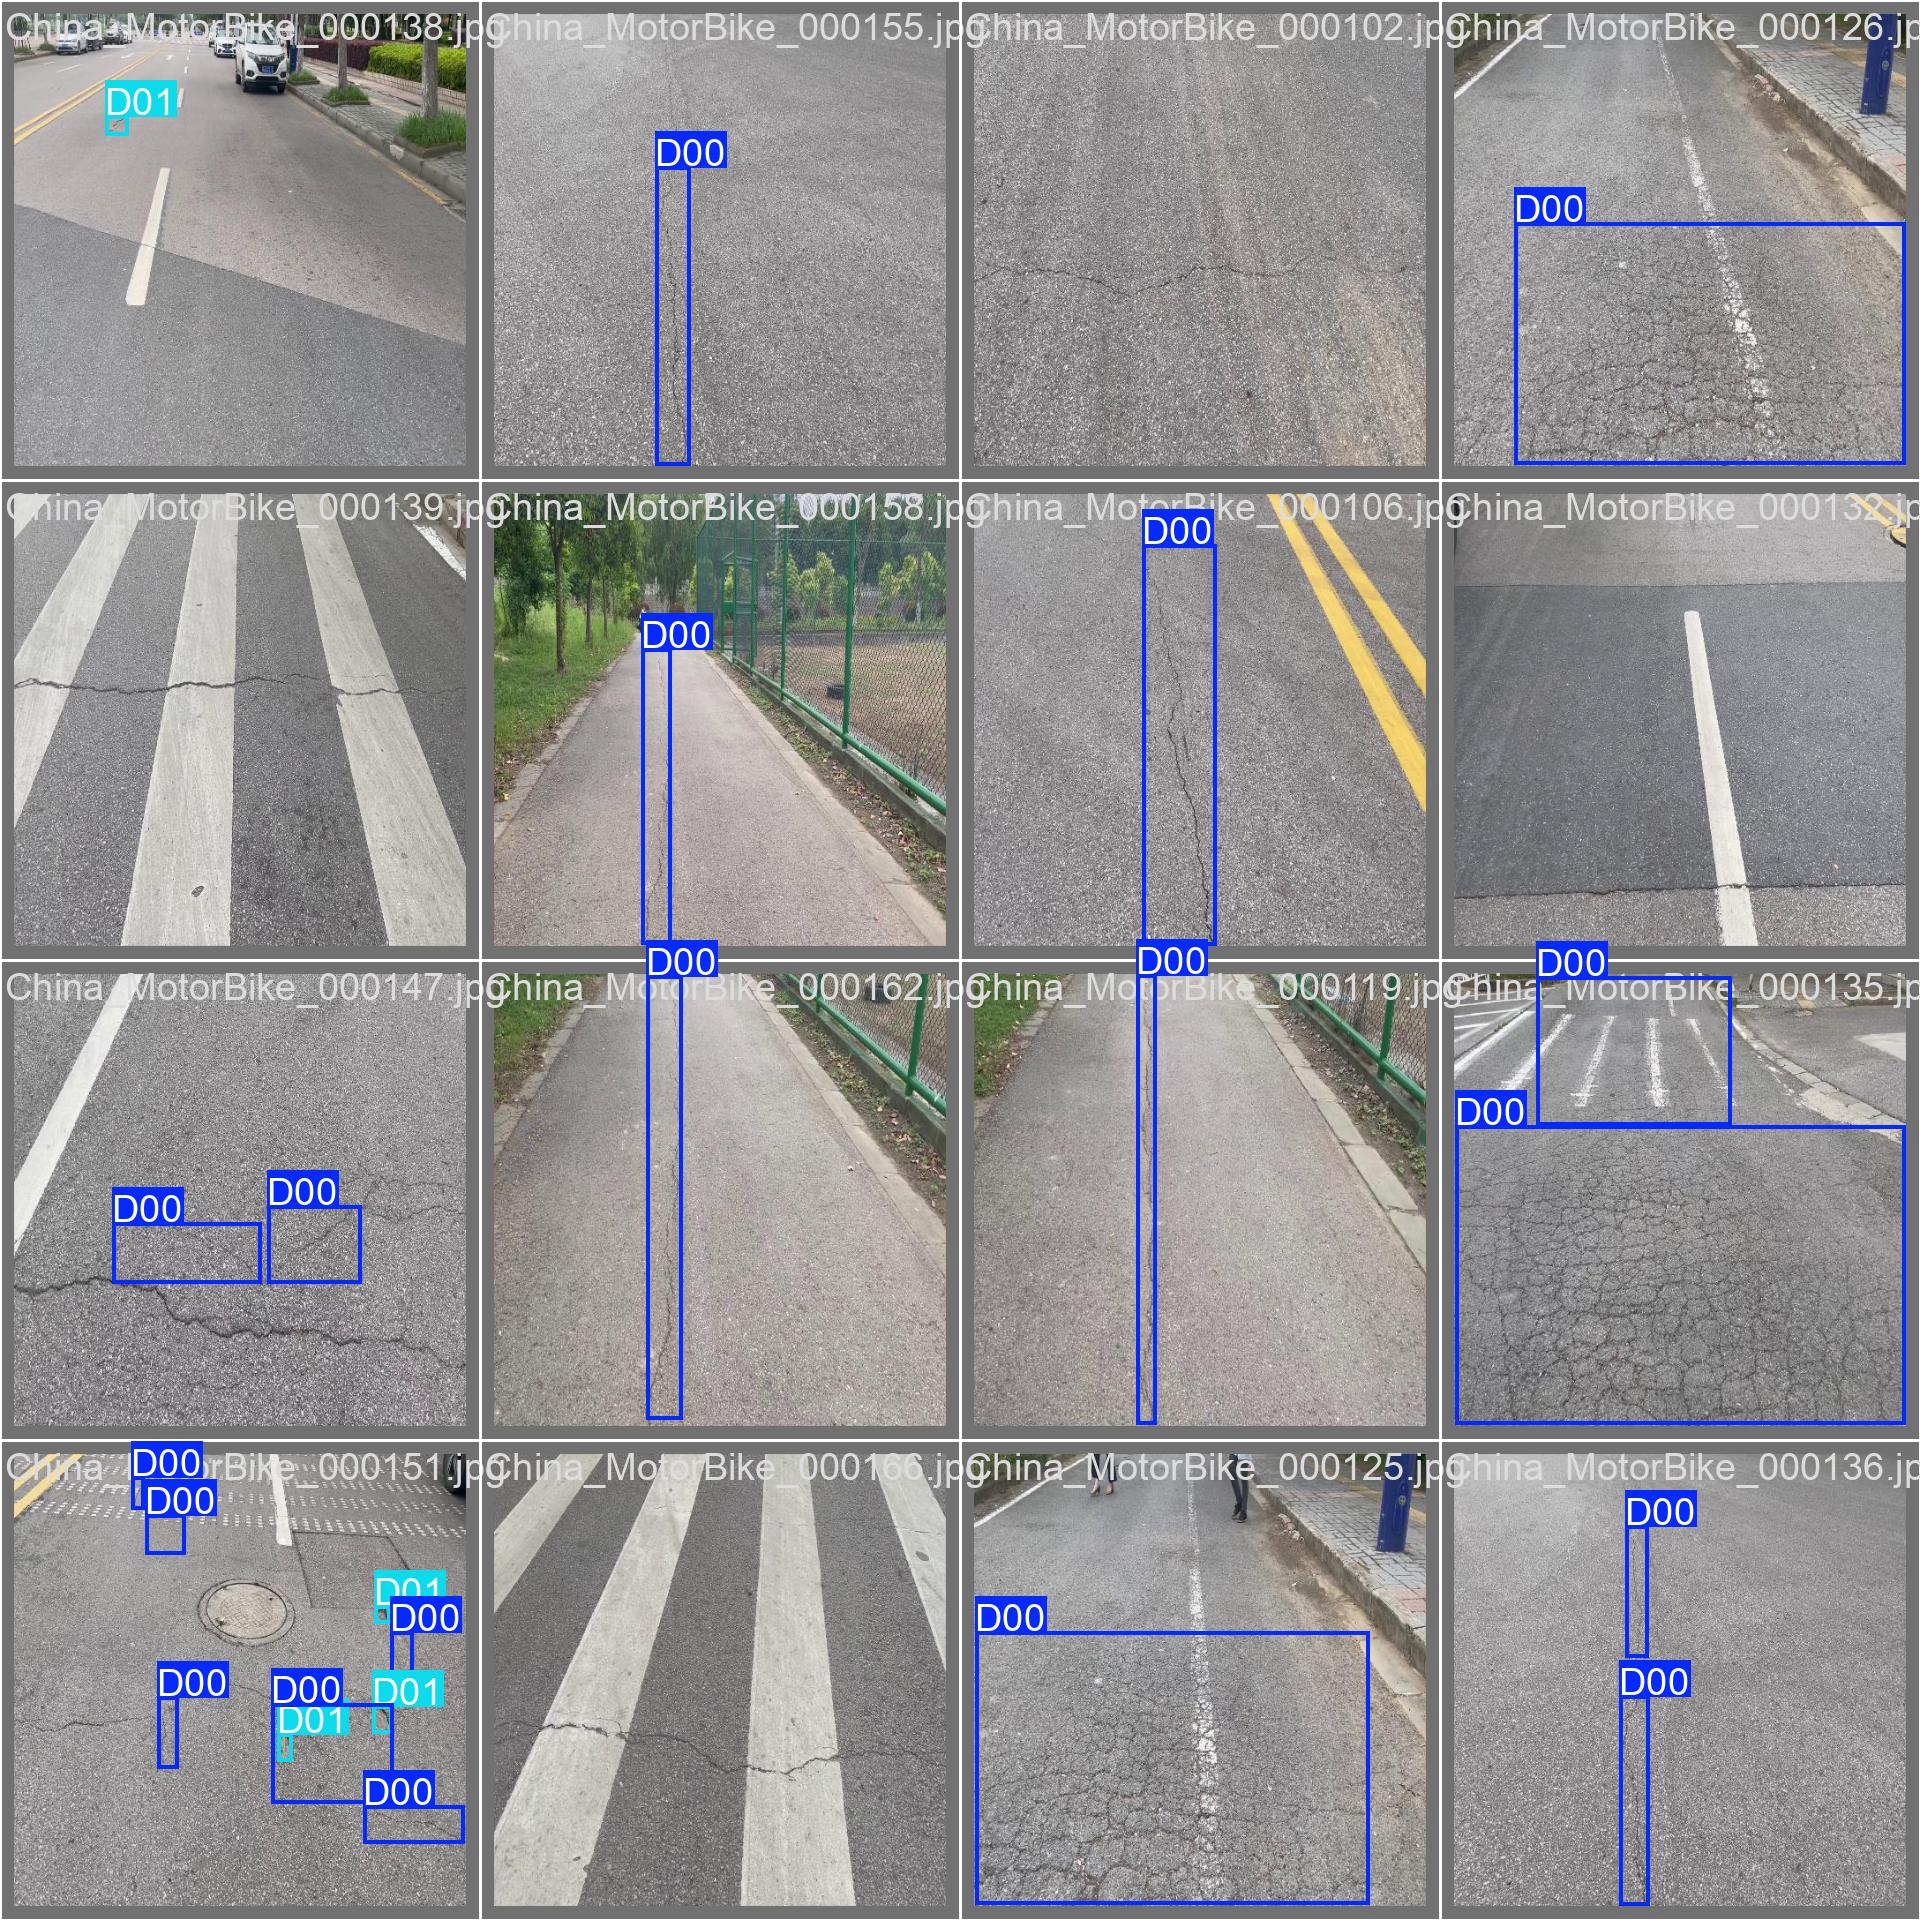 China_MotorBike_000138.jpg
China_MotorBike_000155.jpg
China_MotorBike_000102.jpg
China_MotorBike_000126.jp
D01
D00
D00
China_MotorBike_000139.jpg
China_MotorBike_000158.jpg
China_MotorBike_000106.jpg
China_MotorBike_000132.jp
D00
D00
China_MotorBike_000147.jpg
China_MotorBike_000162.jpg
China_MotorBike_000119.jpg
China_MotorBike_000135.jp
D00
D00
D00
D00
D00
D00
China_MotorBike_000151.jpg
China_MotorBike_000186.jpg
China_MotorBike_000125.jpg
China_MotorBike_000136.jp
D00
D00
D01
D00
D00
D00
D01
D01
D00
D00
D00
D00